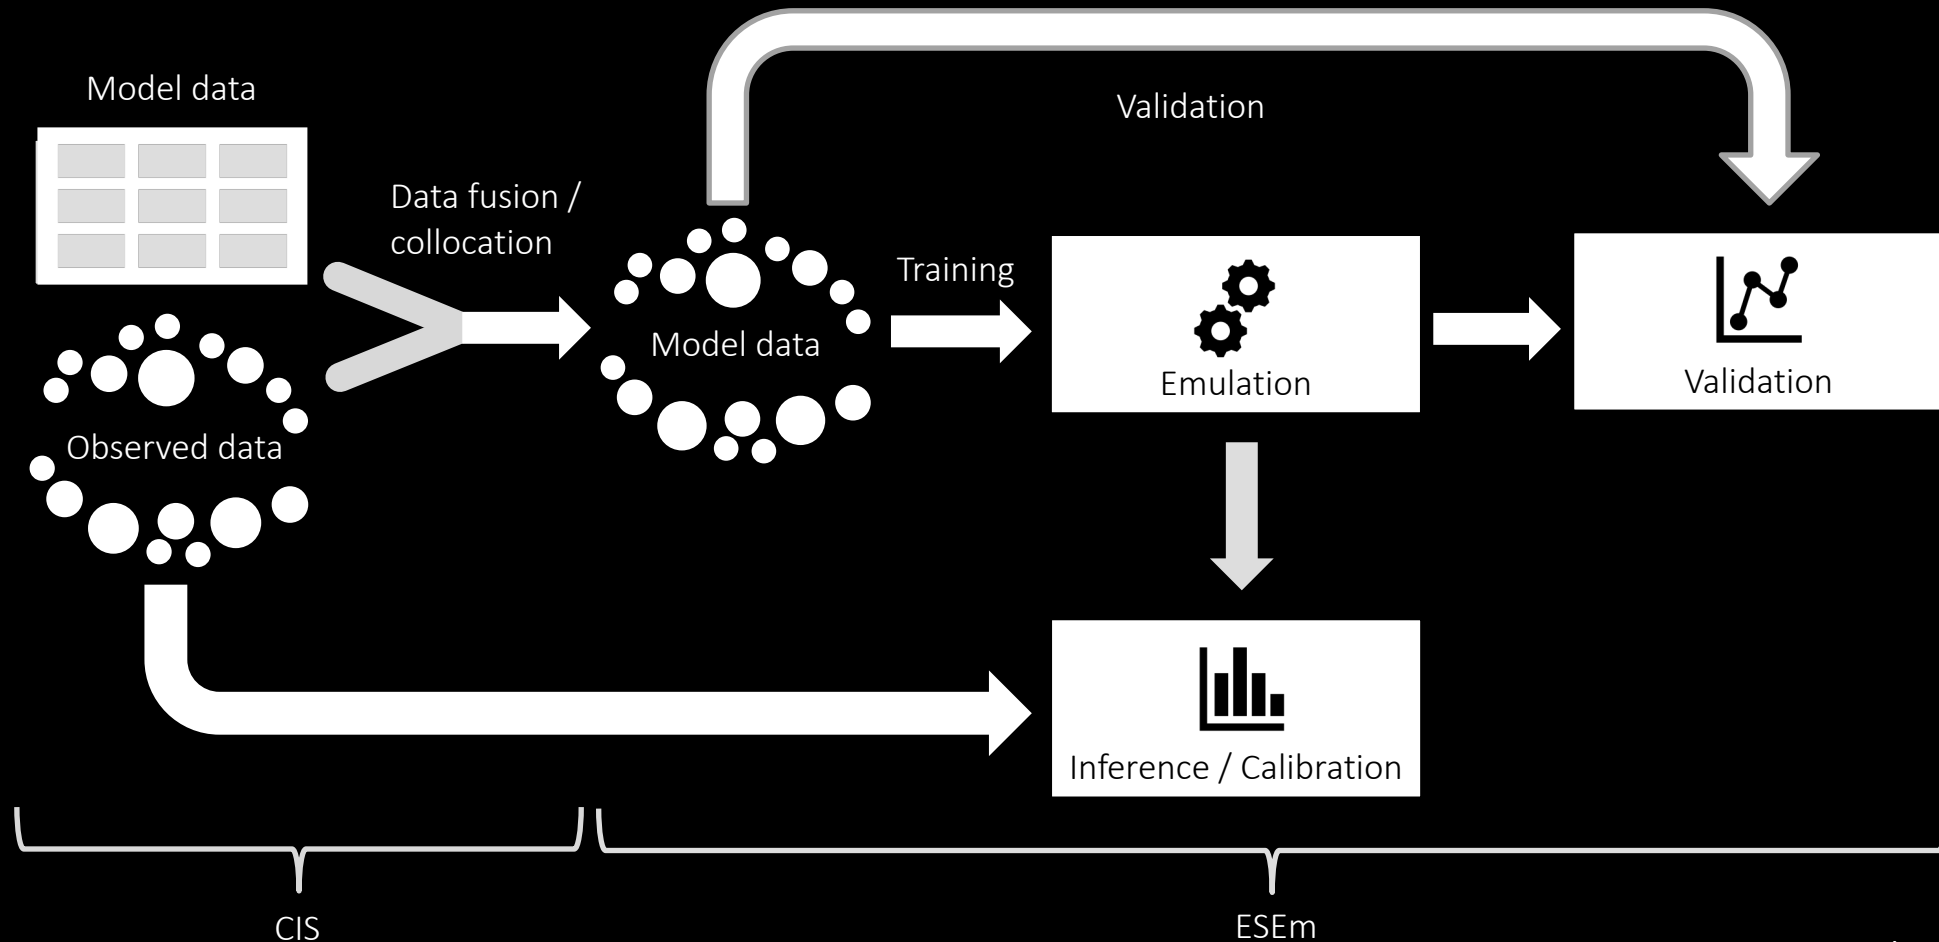 Model data
Validation
Data fusion /
collocation
Training
Model data
Emulation
Validation
Observed data
Inference / Calibration
CIS
ESEm